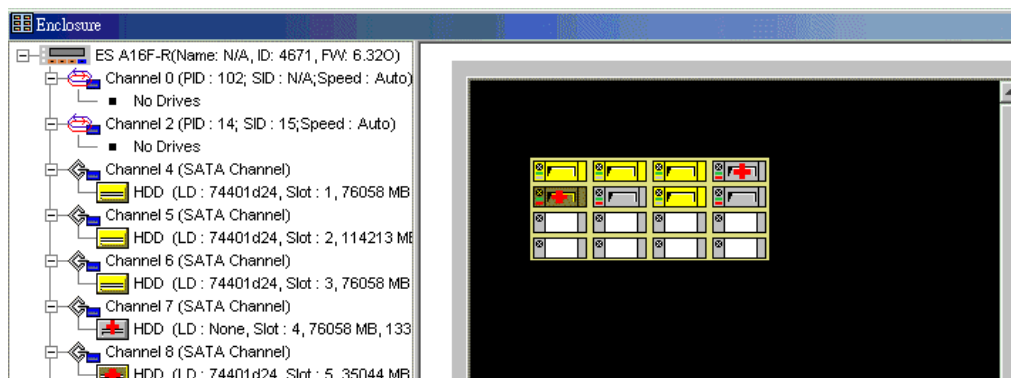 Enclosure
ES A16F-R(Name: N/A, ID: 4671, FW: 6.32O)
Channel 0 (PID : 102; SID : N/A;Speed : Auto)
No Drives
Channel 2 (PID : 14; SID : 15;Speed : Auto)
No Drives
Channel 4 (SATA Channel)
HDD (LD : 74401d24, Slot : 1, 76058 MB
Channel 5 (SATA Channel)
HDD (LD : 74401d24, Slot : 2, 114213 ME
Channel 6 (SATA Channel)
HDD (LD : 74401d24, Slot : 3, 76058 MB
Channel 7 (SATA Channel)
HDD (LD : None, Slot : 4, 76058 MB, 133
Channel 8 (SATA Channel)
HDD (LD : 74401d24, Slot : 5, 35044 MB